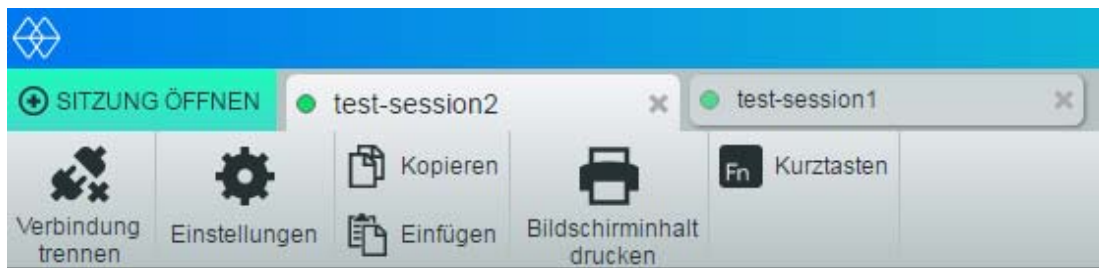 SITZUNG ÖFFNEN
test-session2
test-session1
Verbindung
trennen
Einstellungen
Kopieren
Einfügen
Bildschirminhalt
drucken
Fn
Kurztasten